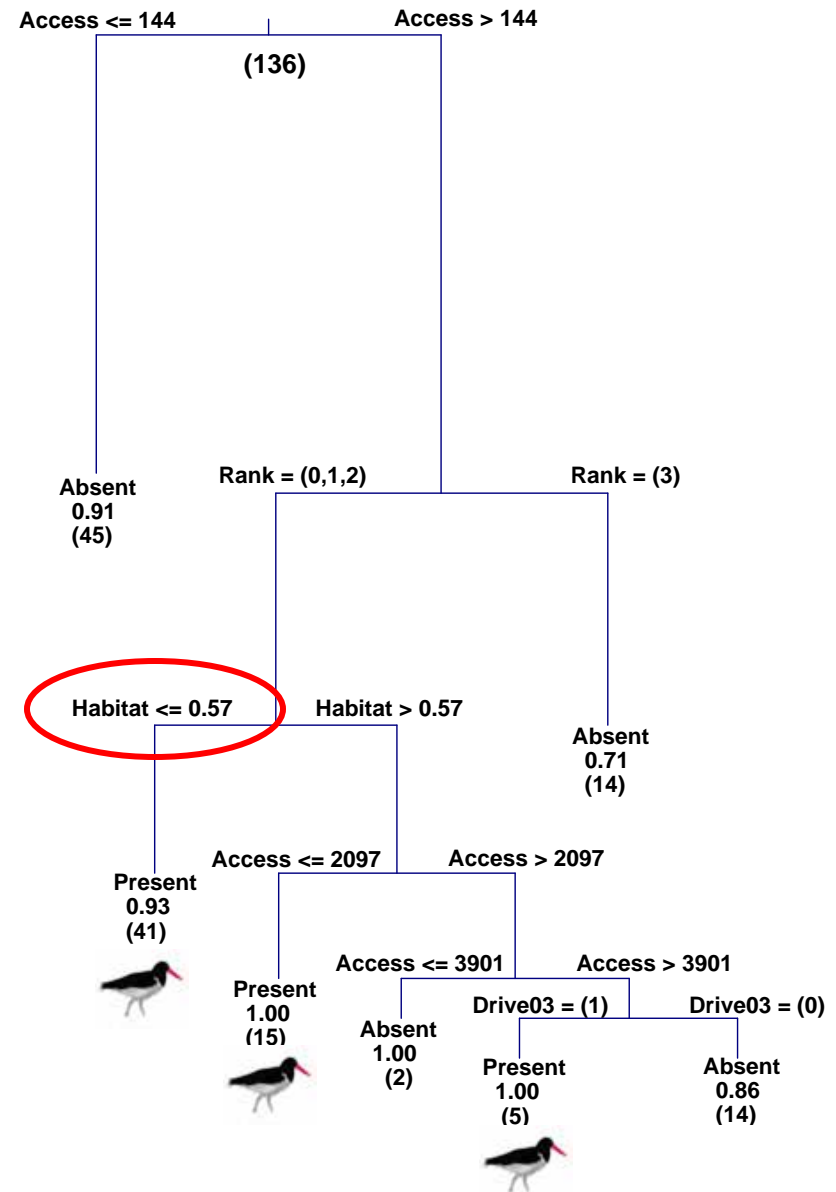 Access <= 144
Access > 144
(136)
Absent
0.91
(45)
Rank = (0,1,2)
Rank = (3)
Habitat <= 0.57
Habitat > 0.57
Absent
0.71
(14)
Present
0.93
(41)
Access <= 2097
Access > 2097
Present
1.00
(15)
Access <= 3901
Access > 3901
Absent
1.00
(2)
Drive03 = (1)
Drive03 = (0)
Present
1.00
(5)
Absent
0.86
(14)